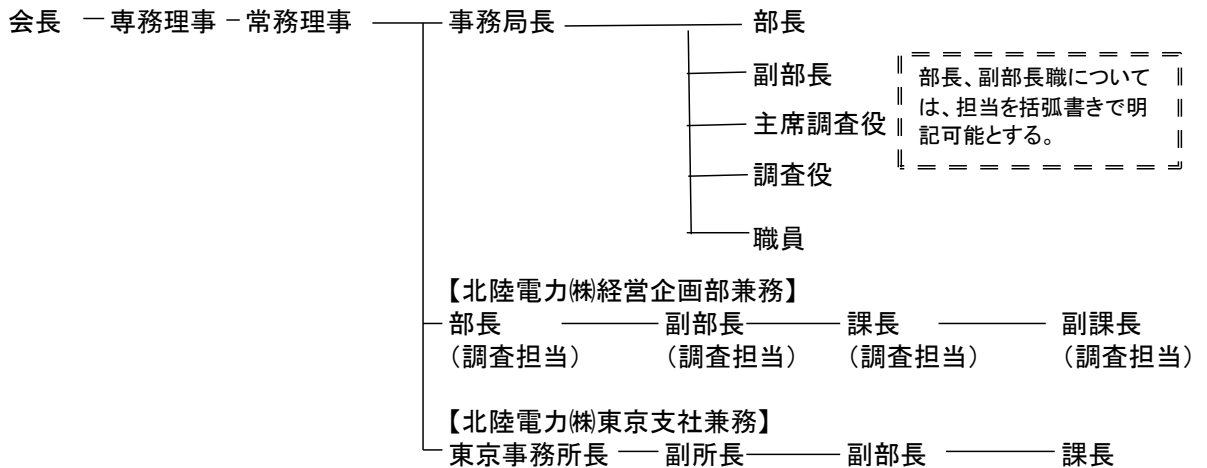 会長 － 専務理事 － 常務理事 事務局長 部長
副部長
主席調査役
調査役
職員
部長、副部長職について
は、担当を括弧書きで明
記可能とする。
【北陸電力㈱経営企画部兼務】
部長 副部長 課長 副課長
（調査担当） （調査担当） （調査担当） （調査担当）
【北陸電力㈱東京支社兼務】
東京事務所長 副所長 副部長 課長